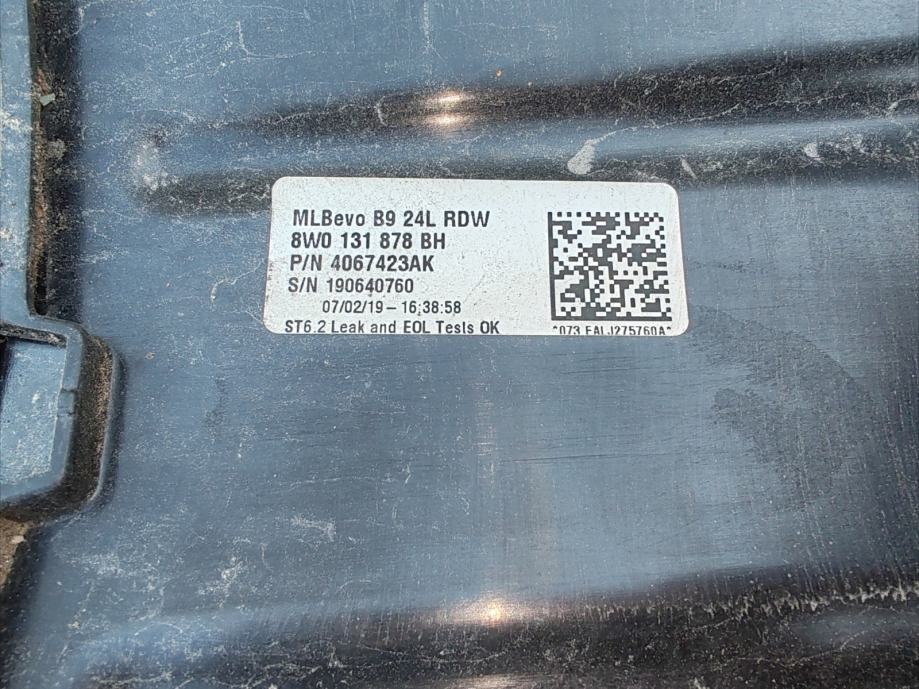 MLBevo B9 24L RDW
8W0 131 878 BH
P/N 4067423AK
S/N 190640760
07/02/19 - 16:38:58
ST6.2 Leak and EOL Tests OK
*073 FALJ275760A*